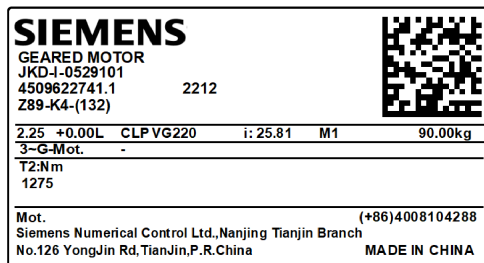 SIEMENS
GEARED MOTOR
JKD-I-0529101
4509622741.1 2212
Z89-K4-(132)
2.25 +0.00L CLP VG220 i: 25.81 M1 90.00kg
3~G-Mot. -
T2:Nm
1275
Mot. (+86)4008104288
Siemens Numerical Control Ltd.,Nanjing Tianjin Branch
No.126 YongJin Rd,TianJin,P.R.China MADE IN CHINA